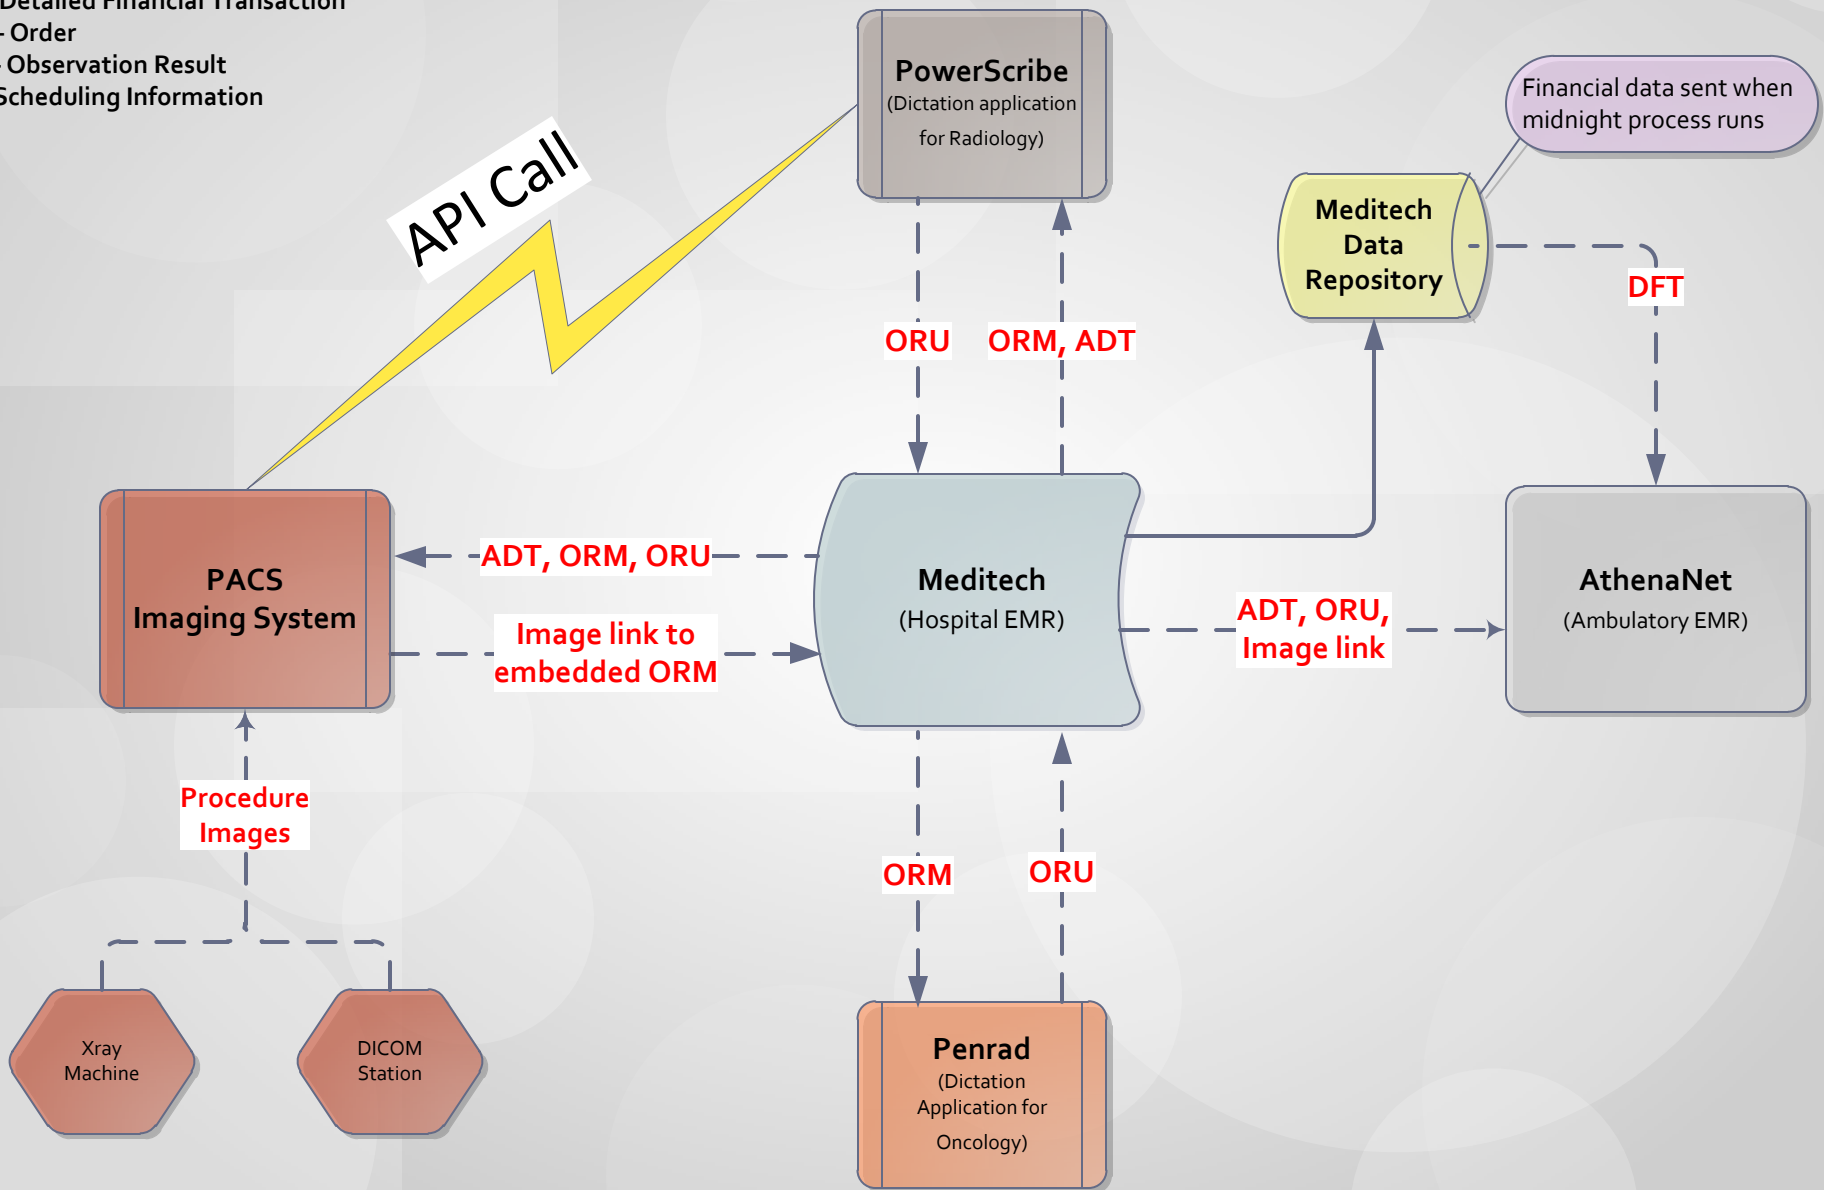 Detailed Financial Transaction
- Order
- Observation Result
Scheduling Information
PowerScribe
(Dictation application
for Radiology)
Financial data sent when
midnight process runs
API Call
Meditech
Data
Repository
DFT
ORU
ORM, ADT
PACS
Imaging System
ADT, ORM, ORU
Image link to
embedded ORM
Meditech
(Hospital EMR)
ADT, ORU,
Image link
AthenaNet
(Ambulatory EMR)
Procedure
Images
ORM
ORU
Xray
Machine
DICOM
Station
Penrad
(Dictation
Application for
Oncology)